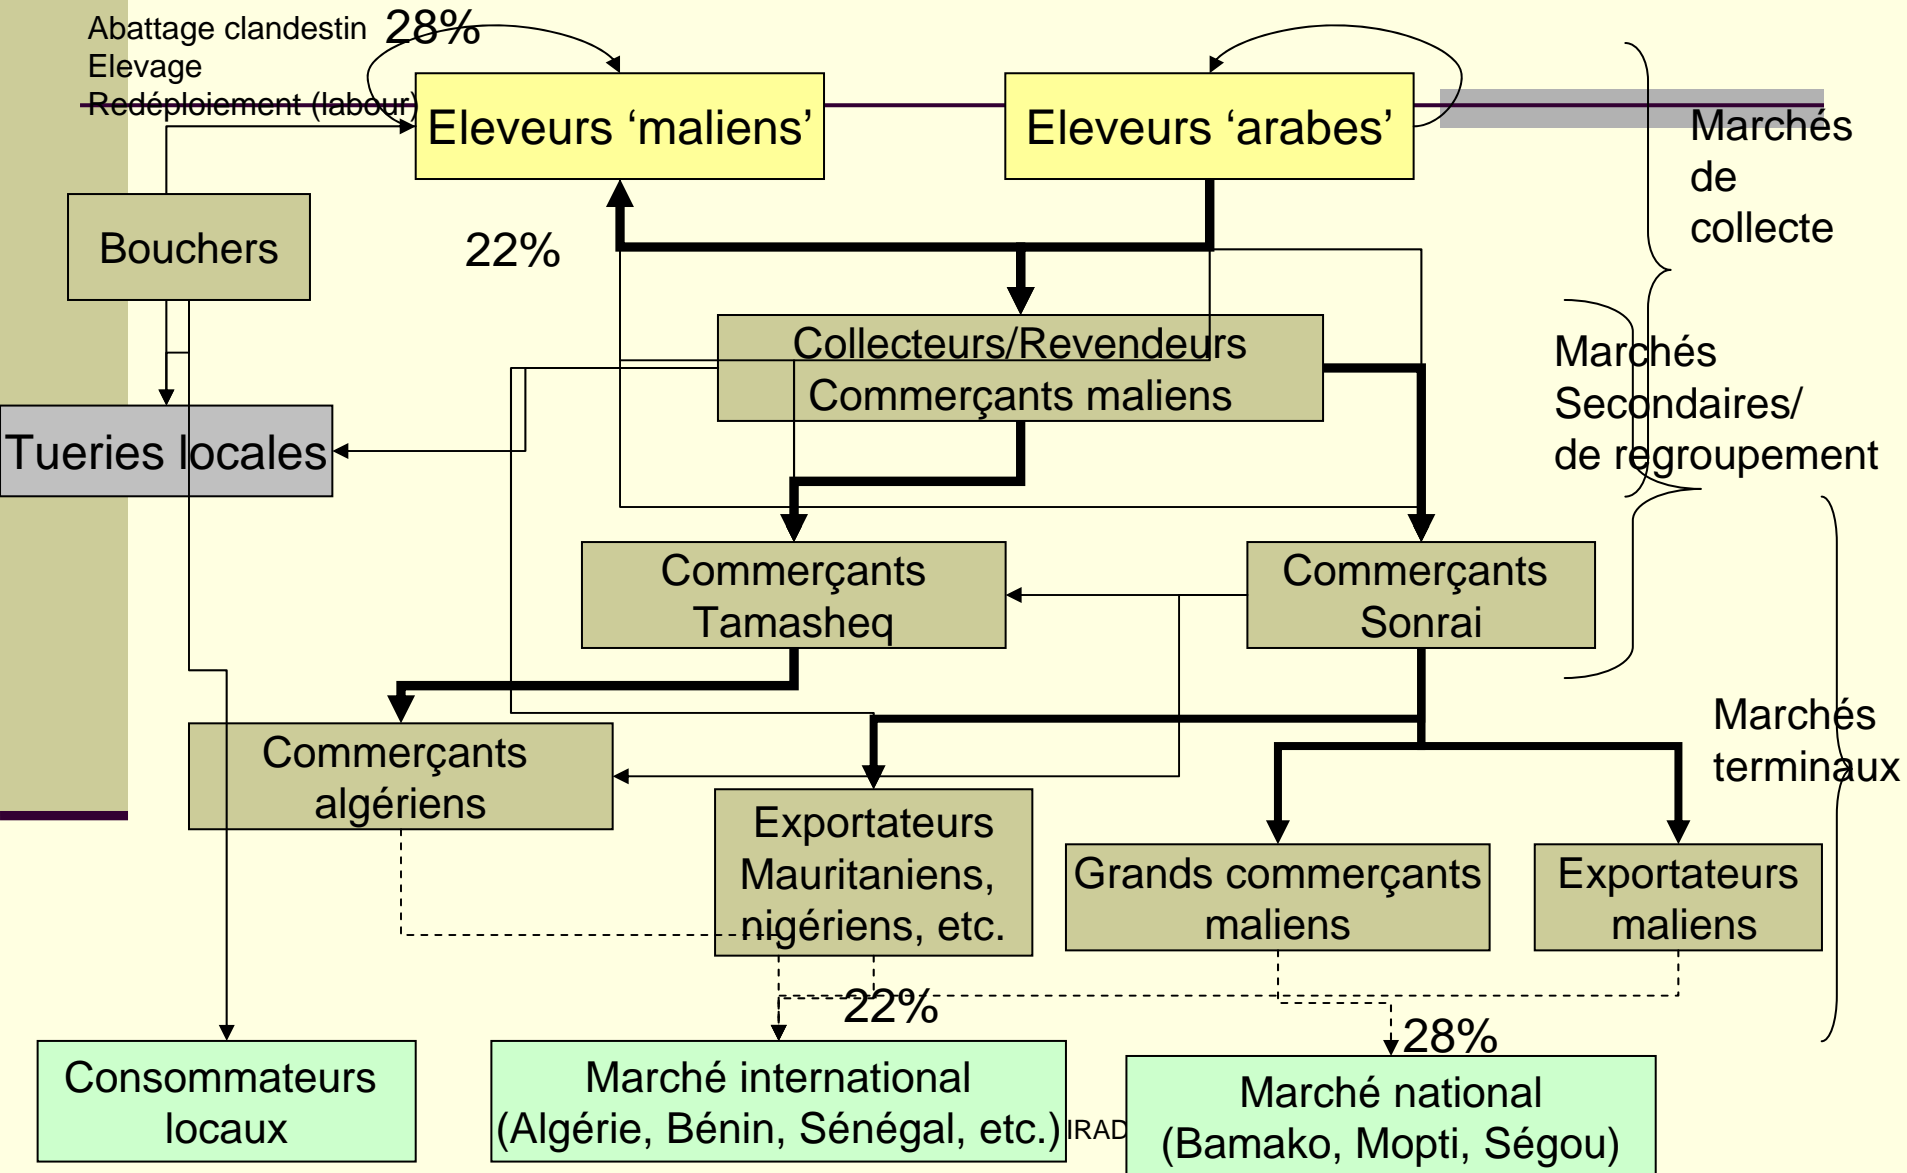 Abattage clandestin 28%
Elevage
Redéploiement (labour)
Eleveurs ‘maliens’
Eleveurs ‘arabes’
Marchés
de
collecte
Bouchers
22%
Collecteurs/Revendeurs
Commerçants maliens
Marchés
Secondaires/
de regroupement
Tueries locales
Commerçants
Tamasheq
Commerçants
Sonrai
Marchés
terminaux
Commerçants
algériens
Exportateurs
Mauritaniens,
nigériens, etc.
Grands commerçants
maliens
Exportateurs
maliens
22%
28%
Consommateurs
locaux
Marché international
(Algérie, Bénin, Sénégal, etc.)
IRAD
Marché national
(Bamako, Mopti, Ségou)